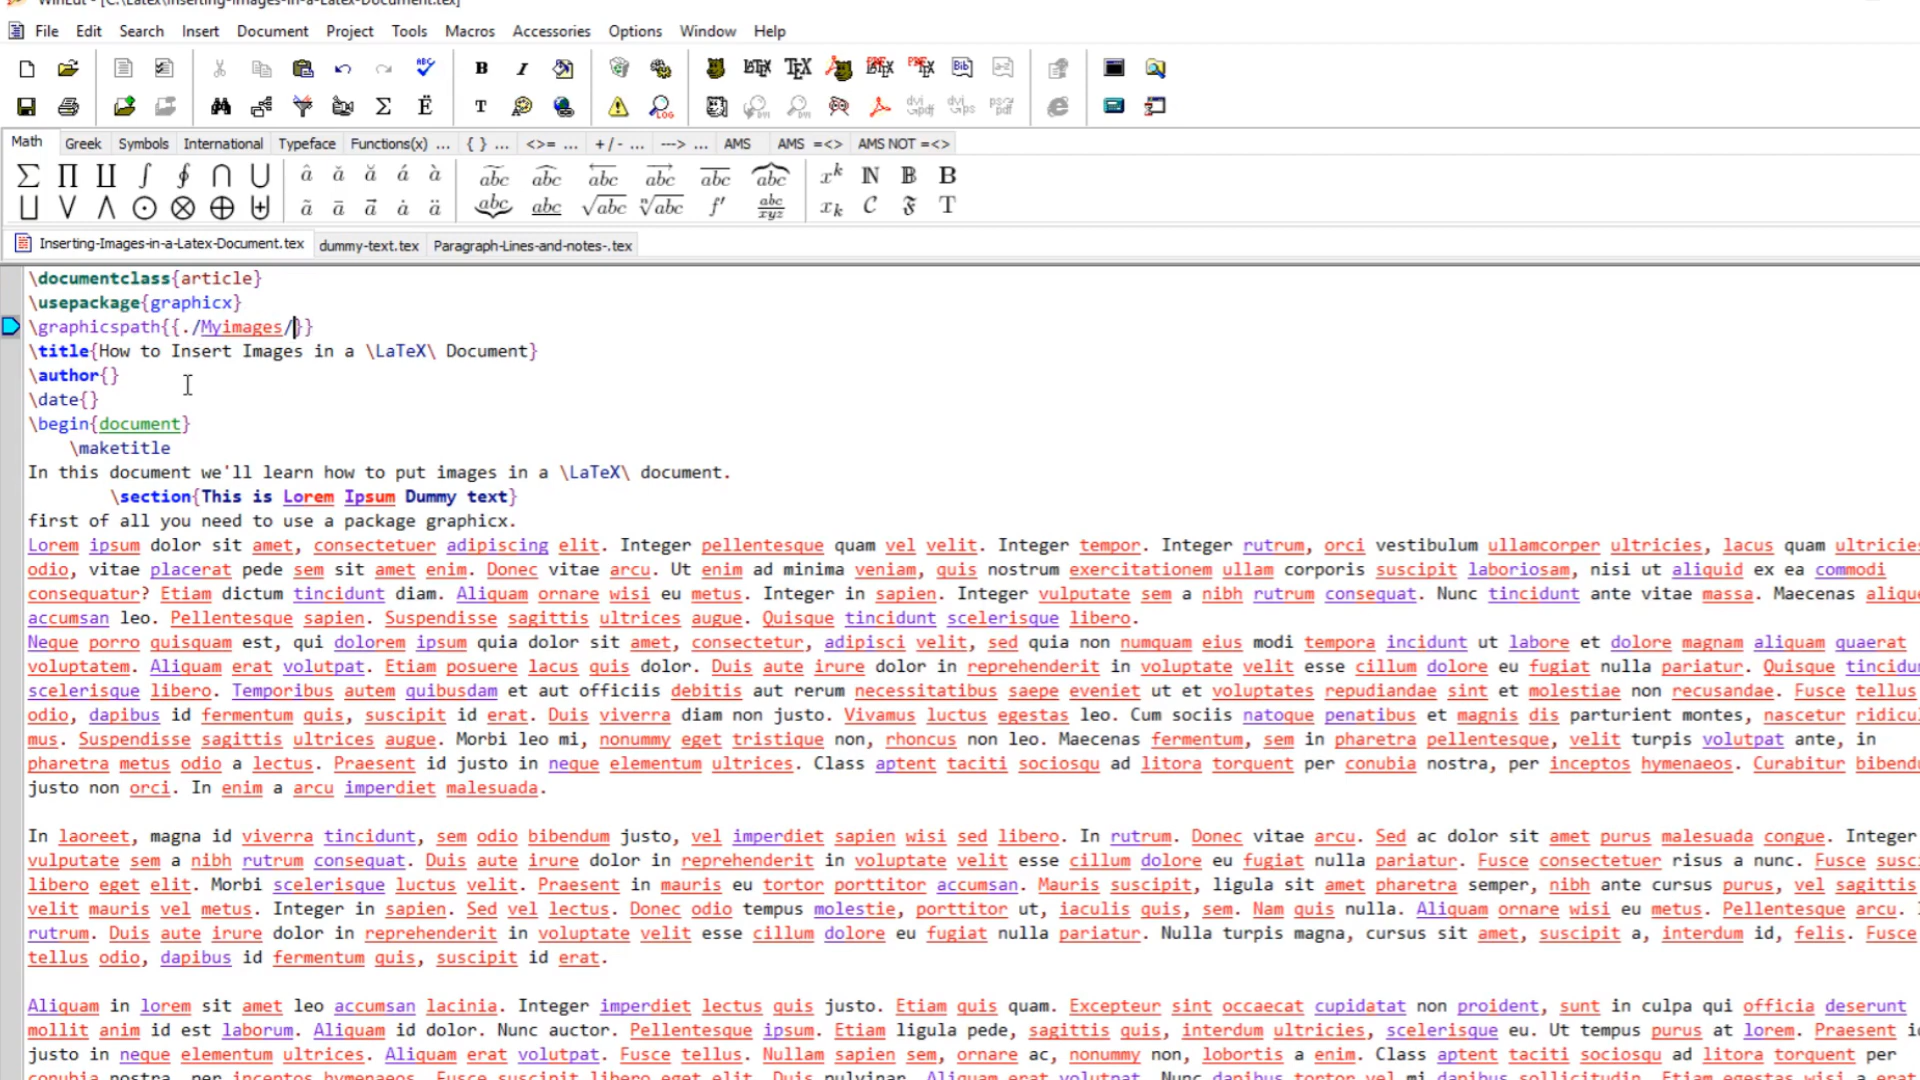 WinEdt - [C:\Latex\Inserting-Images-in-a-Latex-Document.tex]
File Edit Search Insert Document Project Tools Macros Accessories Options Window Help
Math Greek Symbols International Typeface Functions(x) ... { } ... <>= ... + / - ... ---> ... AMS AMS =<> AMS NOT =<>
Inserting-Images-in-a-Latex-Document.tex dummy-text.tex Paragraph-Lines-and-notes-.tex
\documentclass{article}
\usepackage{graphicx}
\graphicspath{{./Myimages/}}
\title{How to Insert Images in a \LaTeX\ Document}
\author{}
\date{}
\begin{document}
\maketitle
In this document we'll learn how to put images in a \LaTeX\ document.
\section{This is Lorem Ipsum Dummy text}
first of all you need to use a package graphicx.
Lorem ipsum dolor sit amet, consectetuer adipiscing elit. Integer pellentesque quam vel velit. Integer tempor. Integer rutrum, orci vestibulum ullamcorper ultricies, lacus quam ultricies
odio, vitae placerat pede sem sit amet enim. Donec vitae arcu. Ut enim ad minima veniam, quis nostrum exercitationem ullam corporis suscipit laboriosam, nisi ut aliquid ex ea commodi
consequatur? Etiam dictum tincidunt diam. Aliquam ornare wisi eu metus. Integer in sapien. Integer vulputate sem a nibh rutrum consequat. Nunc tincidunt ante vitae massa. Maecenas
accumsan leo. Pellentesque sapien. Suspendisse sagittis ultrices augue. Quisque tincidunt scelerisque libero.
Neque porro quisquam est, qui dolorem ipsum quia dolor sit amet, consectetur, adipisci velit, sed quia non numquam eius modi tempora incidunt ut labore et dolore magnam aliquam quaerat
voluptatem. Aliquam erat volutpat. Etiam posuere lacus quis dolor. Duis aute irure dolor in reprehenderit in voluptate velit esse cillum dolore eu fugiat nulla pariatur. Quisque
scelerisque libero. Temporibus autem quibusdam et aut officiis debitis aut rerum necessitatibus saepe eveniet ut et voluptates repudiandae sint et molestiae non recusandae. Fusce tellus
odio, dapibus id fermentum quis, suscipit id erat. Duis viverra diam non justo. Vivamus luctus egestas leo. Cum sociis natoque penatibus et magnis dis parturient montes, nascetur
mus. Suspendisse sagittis ultrices augue. Morbi leo mi, nonummy eget tristique non, rhoncus non leo. Maecenas fermentum, sem in pharetra pellentesque, velit turpis volutpat ante, in
pharetra metus odio a lectus. Praesent id justo in neque elementum ultrices. Class aptent taciti sociosqu ad litora torquent per conubia nostra, per inceptos hymenaeos. Curabitur
justo non orci. In enim a arcu imperdiet malesuada.
In laoreet, magna id viverra tincidunt, sem odio bibendum justo, vel imperdiet sapien wisi sed libero. In rutrum. Donec vitae arcu. Sed ac dolor sit amet purus malesuada congue. Integer
vulputate sem a nibh rutrum consequat. Duis aute irure dolor in reprehenderit in voluptate velit esse cillum dolore eu fugiat nulla pariatur. Fusce consectetuer risus a nunc. Fusce
libero eget elit. Morbi scelerisque luctus velit. Praesent in mauris eu tortor porttitor accumsan. Mauris suscipit, ligula sit amet pharetra semper, nibh ante cursus purus, vel sagittis
velit mauris vel metus. Integer in sapien. Sed vel lectus. Donec odio tempus molestie, porttitor ut, iaculis quis, sem. Nam quis nulla. Aliquam ornare wisi eu metus. Pellentesque arcu.
rutrum. Duis aute irure dolor in reprehenderit in voluptate velit esse cillum dolore eu fugiat nulla pariatur. Nulla turpis magna, cursus sit amet, suscipit a, interdum id, felis. Fusce
tellus odio, dapibus id fermentum quis, suscipit id erat.
Aliquam in lorem sit amet leo accumsan lacinia. Integer imperdiet lectus quis justo. Etiam quis quam. Excepteur sint occaecat cupidatat non proident, sunt in culpa qui officia deserunt
mollit anim id est laborum. Aliquam id dolor. Nunc auctor. Pellentesque ipsum. Etiam ligula pede, sagittis quis, interdum ultricies, scelerisque eu. Ut tempus purus at lorem. Praesent
justo in neque elementum ultrices. Aliquam erat volutpat. Fusce tellus. Nullam sapien sem, ornare ac, nonummy non, lobortis a enim. Class aptent taciti sociosqu ad litora torquent per